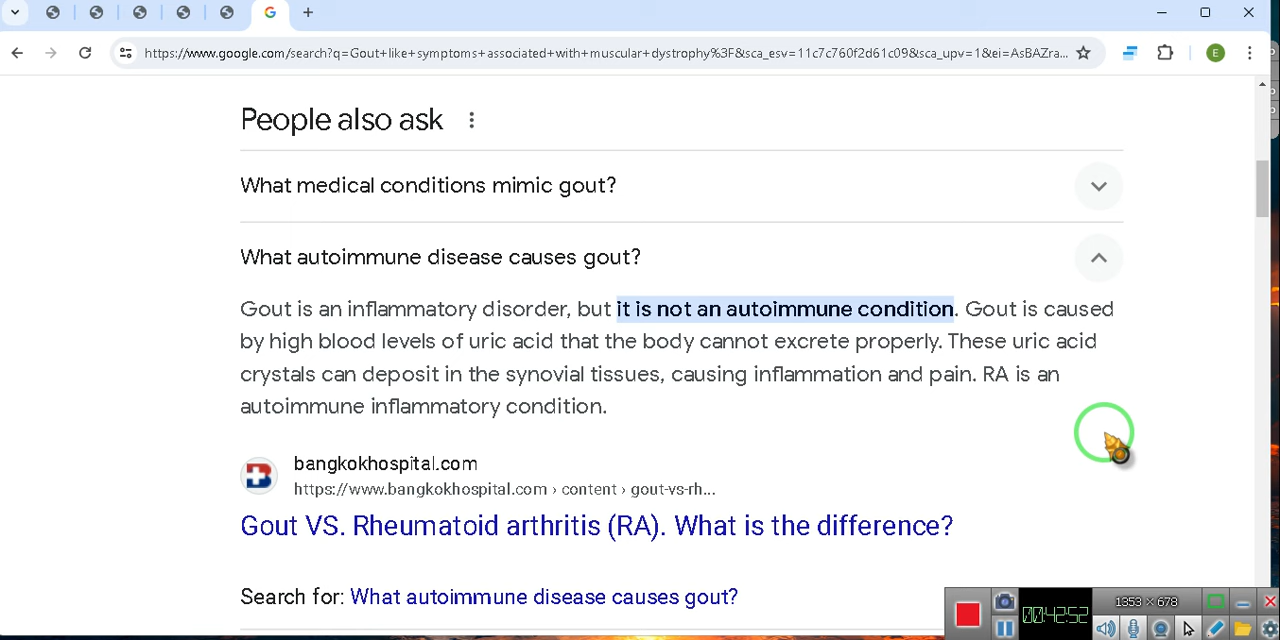 https://www.google.com/search?q=Gout+like+symptoms+associated+with+muscular+dystrophy%3F&sca_esv=11c7c760f2d61c09&sca_upv=1&ei=AsBAZra...
E
People also ask
What medical conditions mimic gout?
What autoimmune disease causes gout?
Gout is an inflammatory disorder, but it is not an autoimmune condition. Gout is caused
by high blood levels of uric acid that the body cannot excrete properly. These uric acid
crystals can deposit in the synovial tissues, causing inflammation and pain. RA is an
autoimmune inflammatory condition.
bangkokhospital.com
https://www.bangkokhospital.com › content › gout-vs-rh...
Gout VS. Rheumatoid arthritis (RA). What is the difference?
Search for: What autoimmune disease causes gout?
1353 × 678
00:42:52